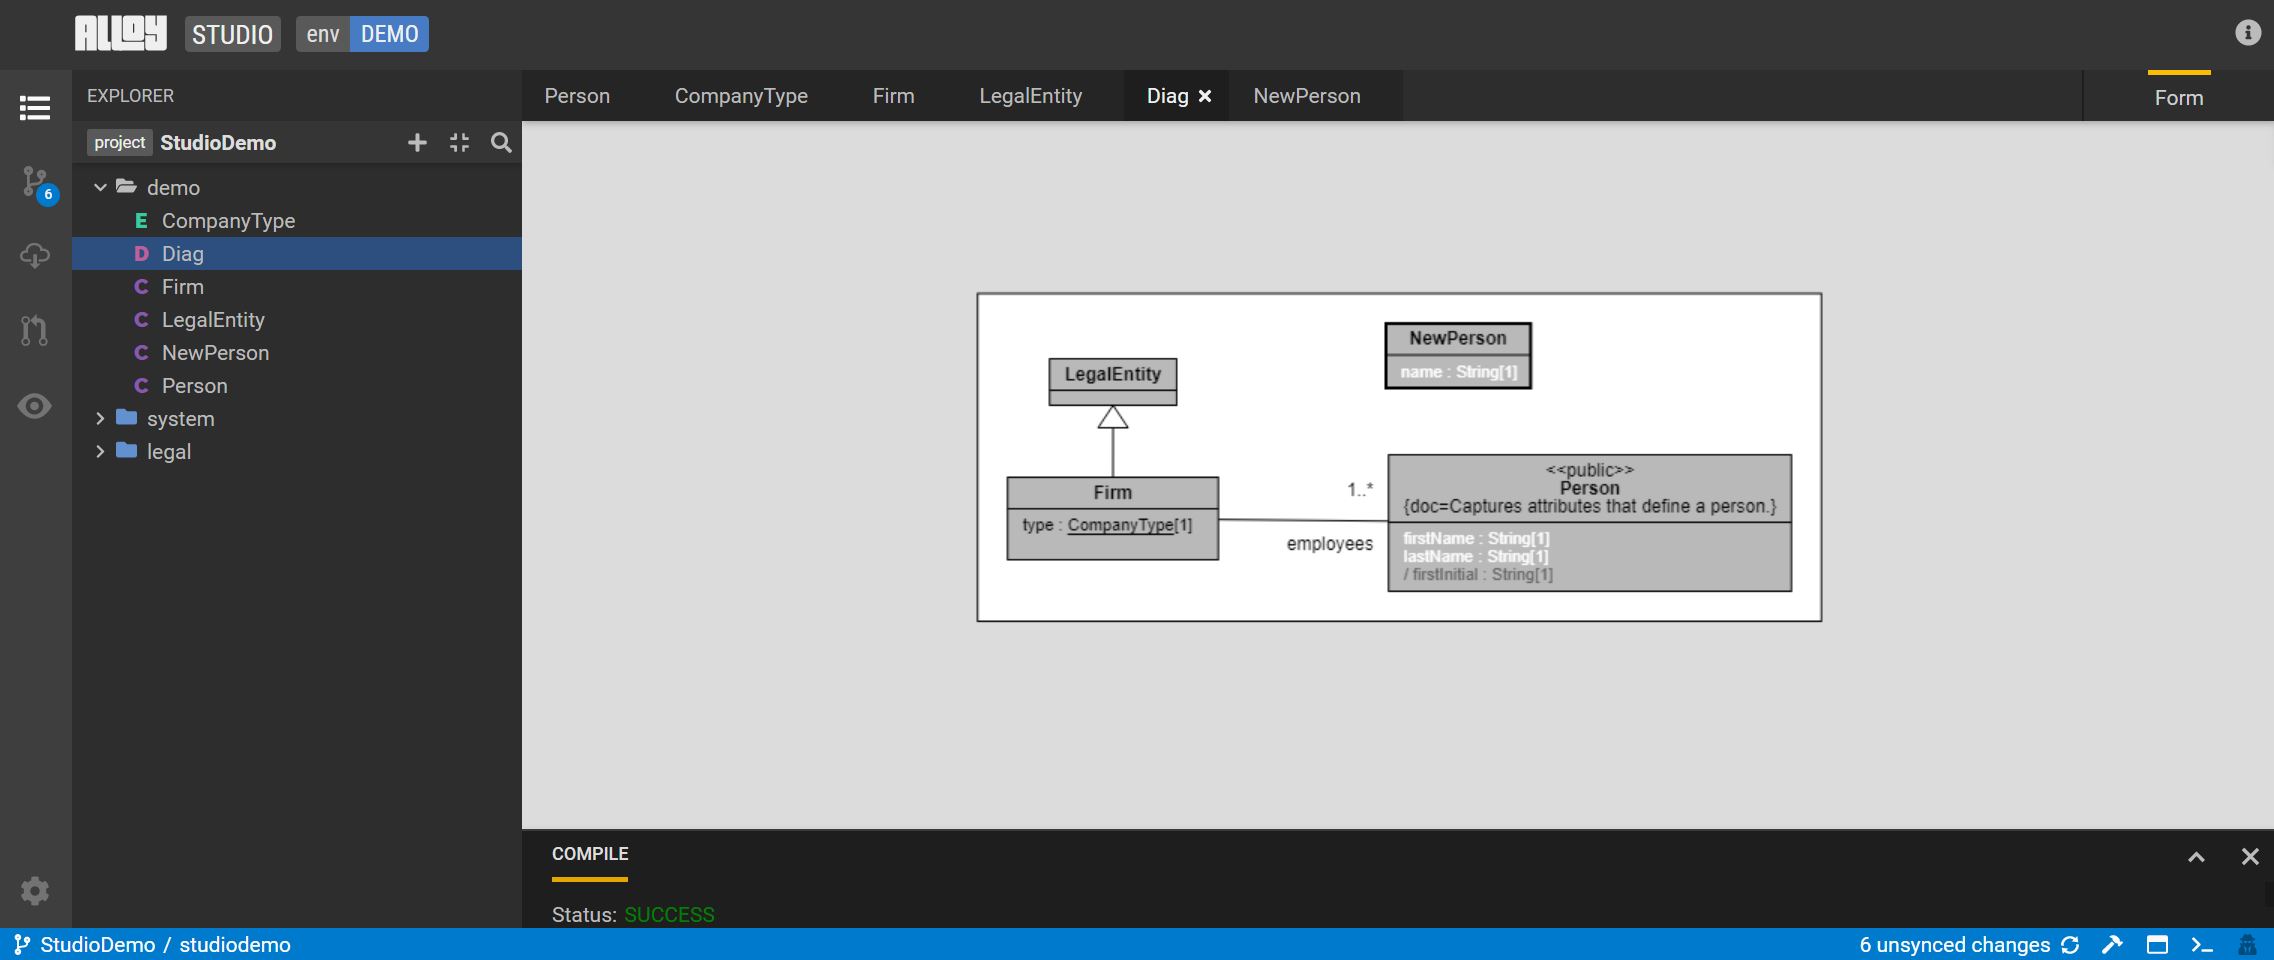 ALLOY STUDIO env DEMO
EXPLORER
Person CompanyType Firm LegalEntity Diag NewPerson Form
project StudioDemo
demo
E CompanyType
D Diag
C Firm
C LegalEntity
C NewPerson
C Person
system
legal
6
NewPerson
name : String[1]
LegalEntity
Firm
type : CompanyType[1]
1..*
employees
<<public>>
Person
{doc=Captures attributes that define a person.}
firstName : String[1]
lastName : String[1]
/ firstInitial : String[1]
COMPILE
Status: SUCCESS
StudioDemo / studiodemo
6 unsynced changes